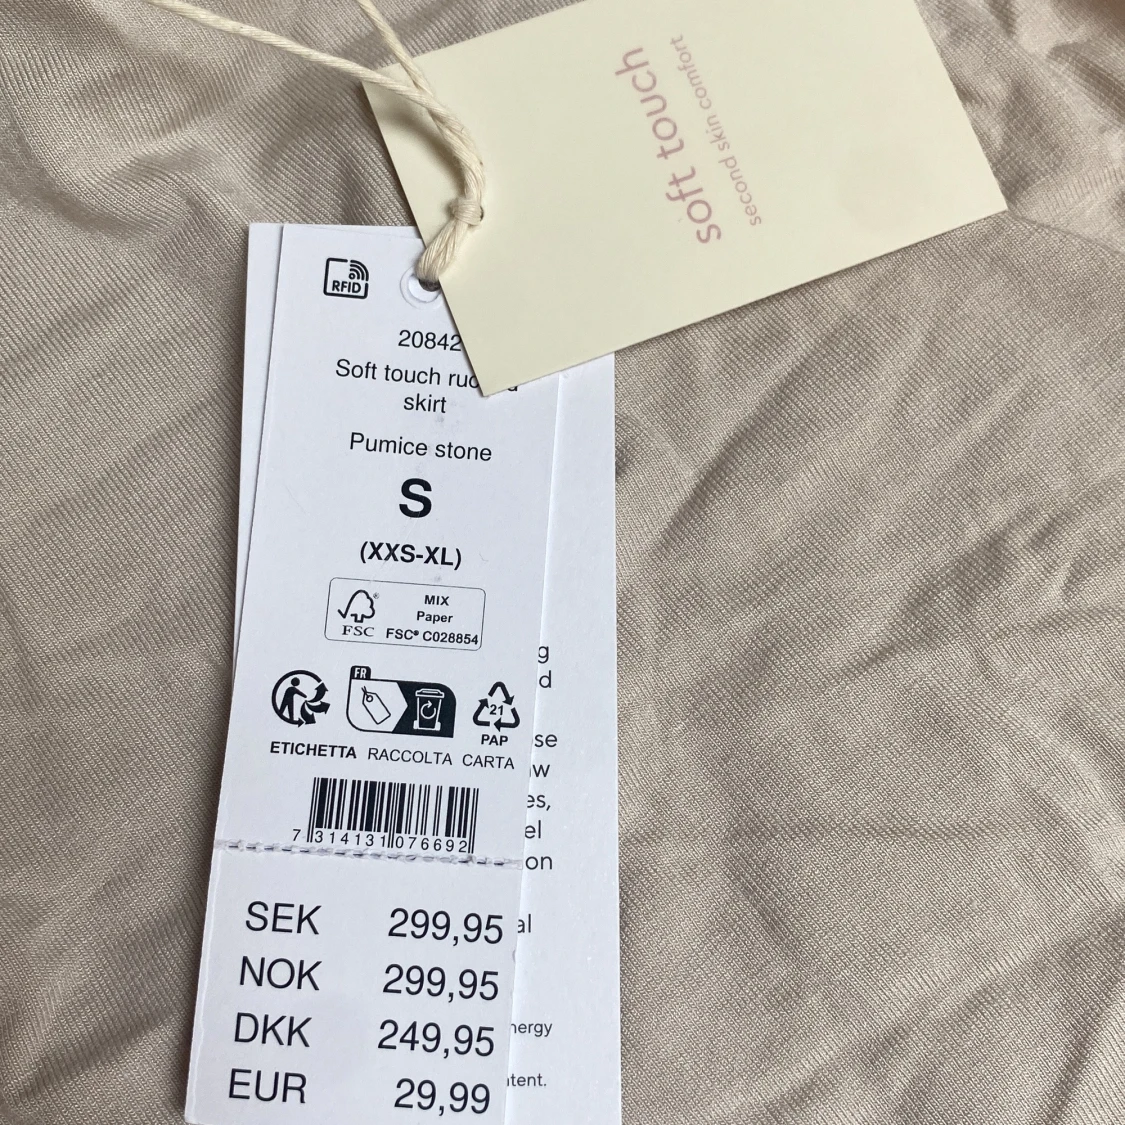 soft touch
second skin comfort
RFID
20842
Soft touch
skirt
Pumice stone
S
(XXS-XL)
FSC®
MIX
Paper
FSC® C028854
FR
21
PAP
ETICHETTA RACCOLTA CARTA
7 314131 076692
SEK 299,95
NOK 299,95
DKK 249,95
EUR 29,99